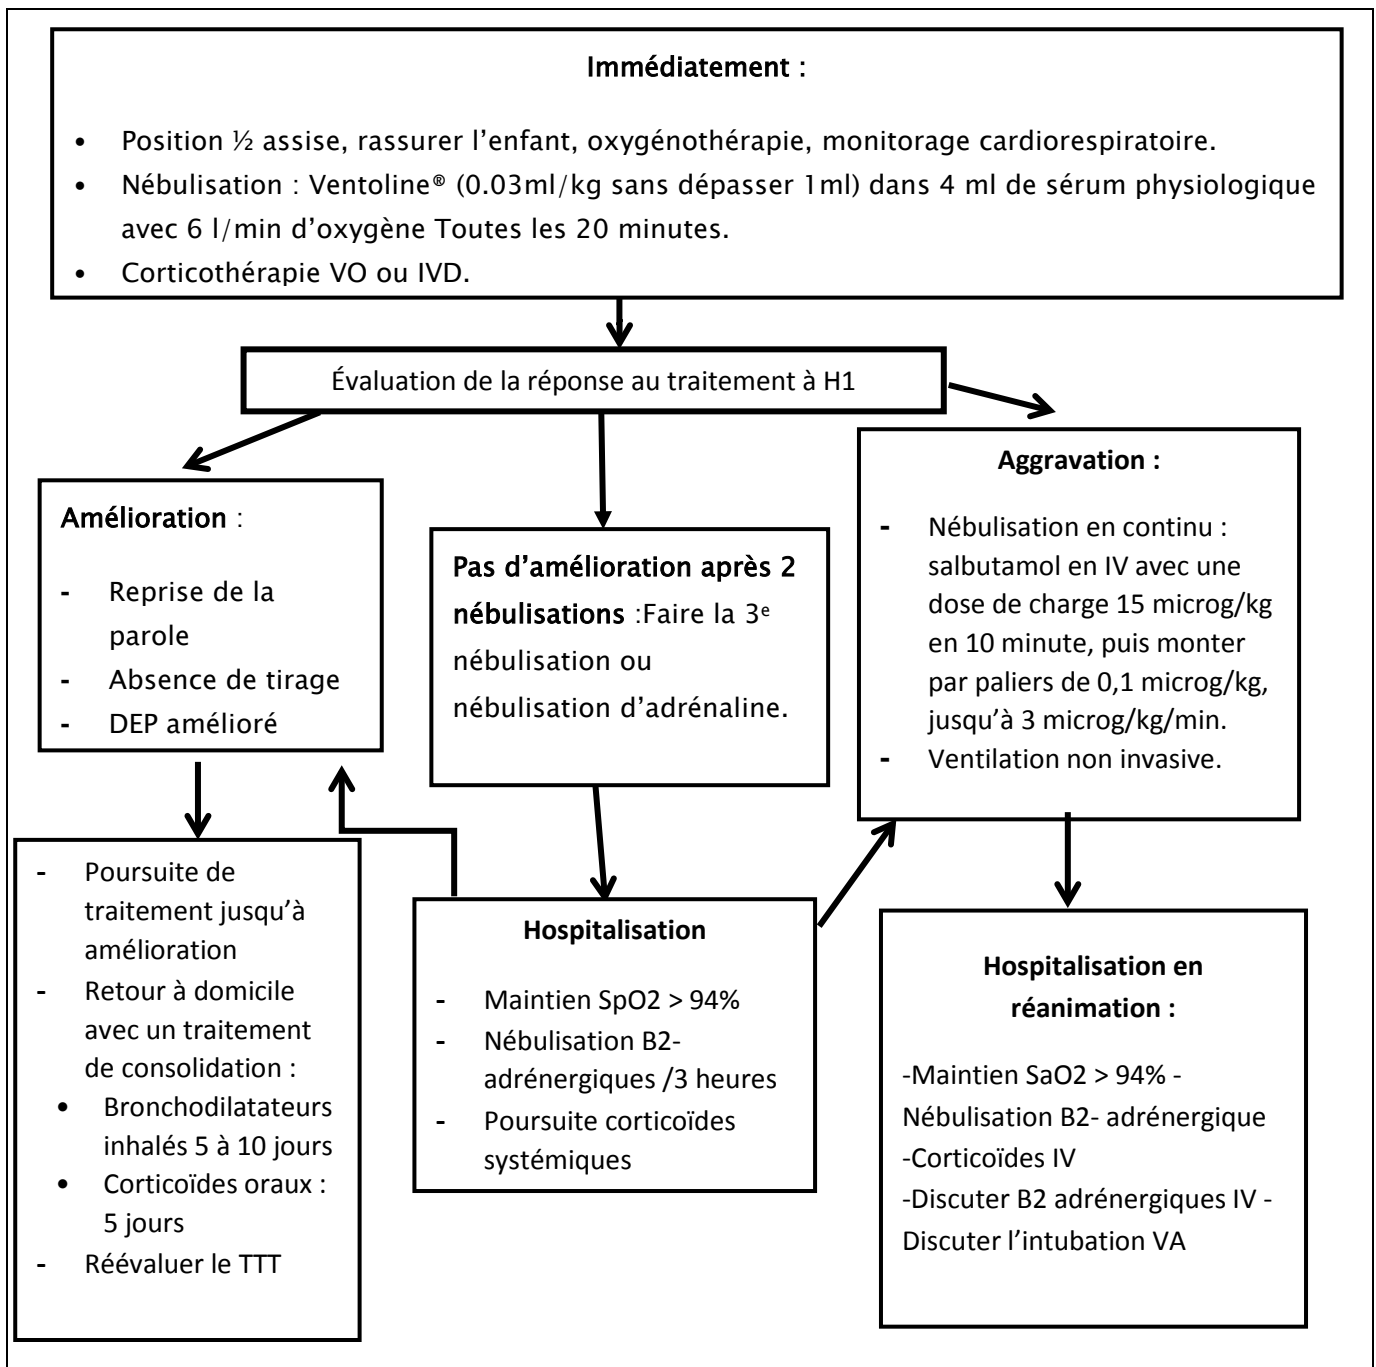 Immédiatement :
• Position ½ assise, rassurer l’enfant, oxygénothérapie, monitorage cardiorespiratoire.
• Nébulisation : Ventoline® (0.03ml/kg sans dépasser 1ml) dans 4 ml de sérum physiologique
avec 6 l/min d’oxygène Toutes les 20 minutes.
• Corticothérapie VO ou IVD.
Évaluation de la réponse au traitement à H1
Amélioration :
- Reprise de la
parole
- Absence de tirage
- DEP amélioré
Pas d’amélioration après 2
nébulisations :Faire la 3e
nébulisation ou
nébulisation d’adrénaline.
Aggravation :
- Nébulisation en continu :
salbutamol en IV avec une
dose de charge 15 microg/kg
en 10 minute, puis monter
par paliers de 0,1 microg/kg,
jusqu’à 3 microg/kg/min.
- Ventilation non invasive.
- Poursuite de
traitement jusqu’à
amélioration
- Retour à domicile
avec un traitement
de consolidation :
• Bronchodilatateurs
inhalés 5 à 10 jours
• Corticoïdes oraux :
5 jours
- Réévaluer le TTT
Hospitalisation
- Maintien SpO2 > 94%
- Nébulisation B2-
adrénergiques /3 heures
- Poursuite corticoïdes
systémiques
Hospitalisation en
réanimation :
-Maintien SaO2 > 94% -
Nébulisation B2- adrénergique
-Corticoïdes IV
-Discuter B2 adrénergiques IV -
Discuter l’intubation VA